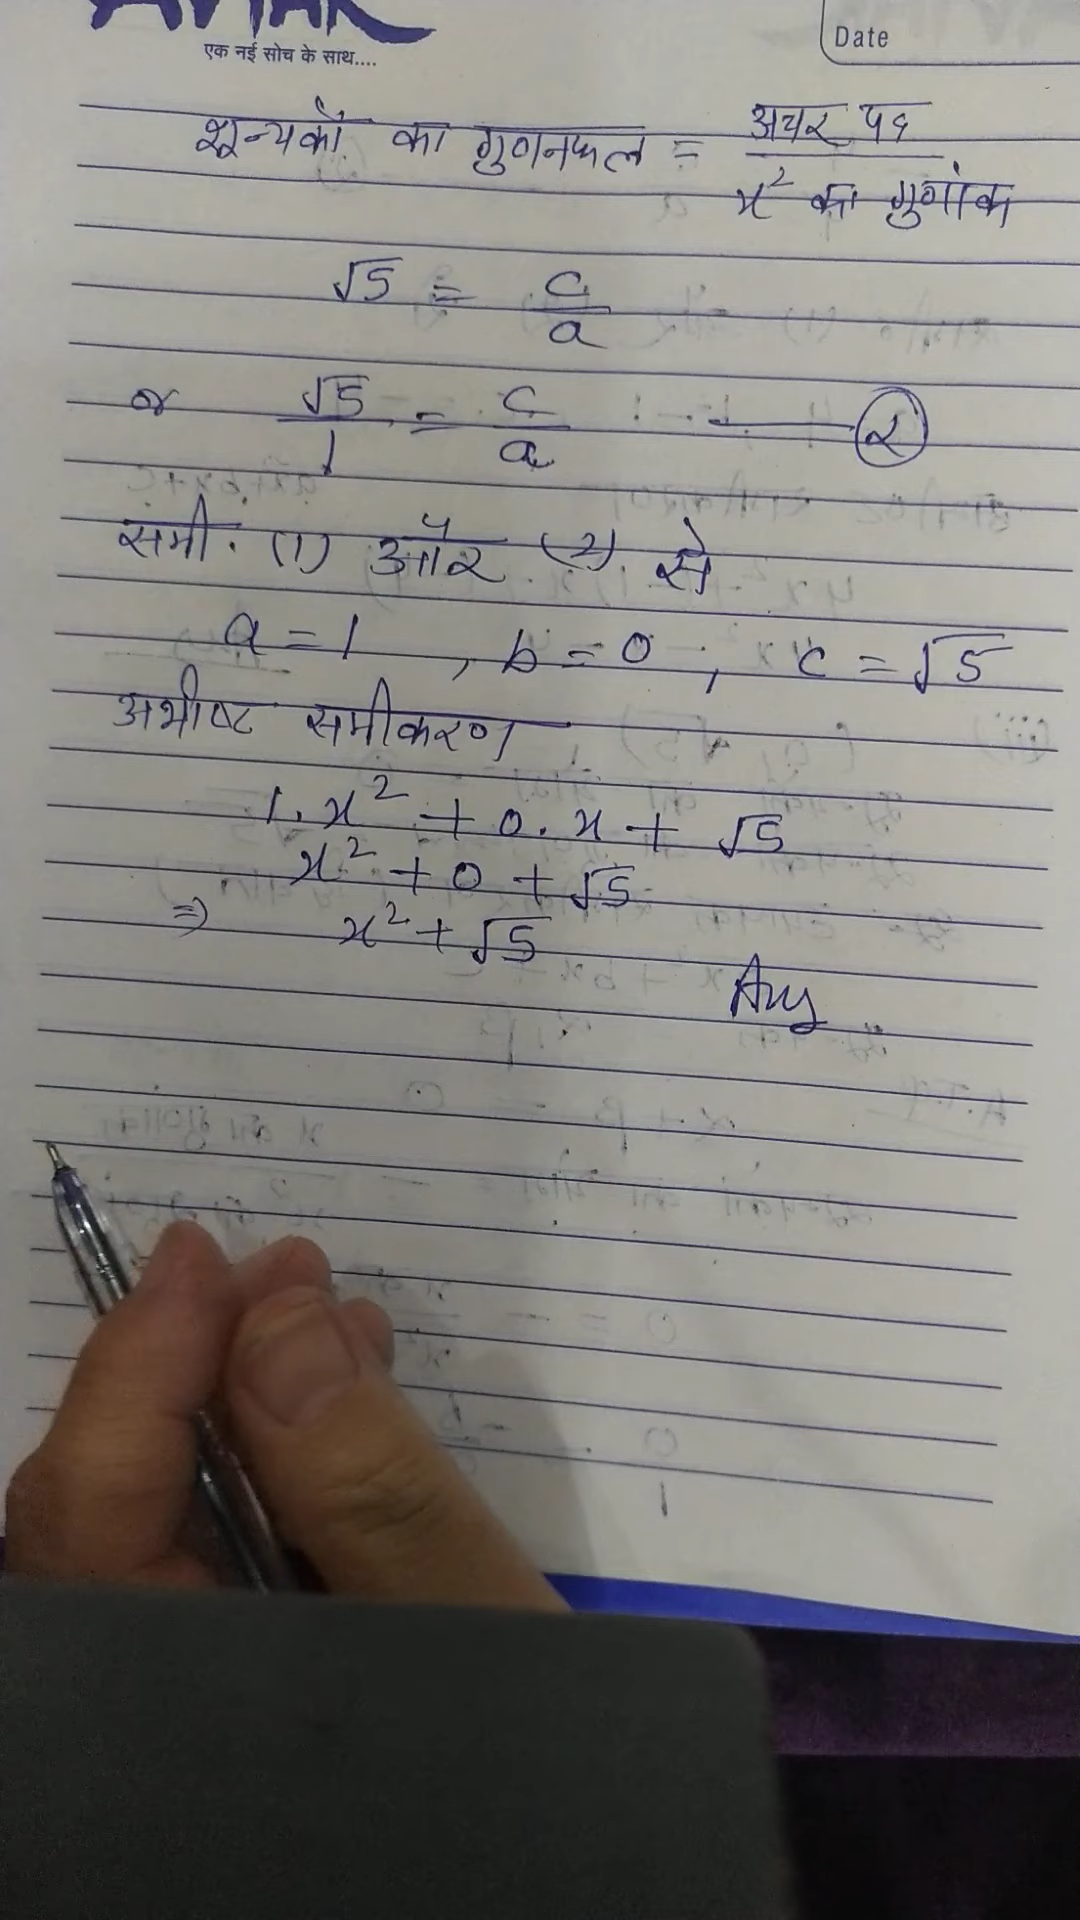 एक नई सोच के साथ....
Date
शून्यकों का गुणनफल = अचर पद / x² का गुणांक
√5 = c/a
or √5/1 = c/a ——— (2)
समी. (1) और (2) से
a = 1 , b = 0 , c = √5
अभीष्ट समीकरण
1.x² + 0.x + √5
x² + 0 + √5
⇒ x² + √5
Ans